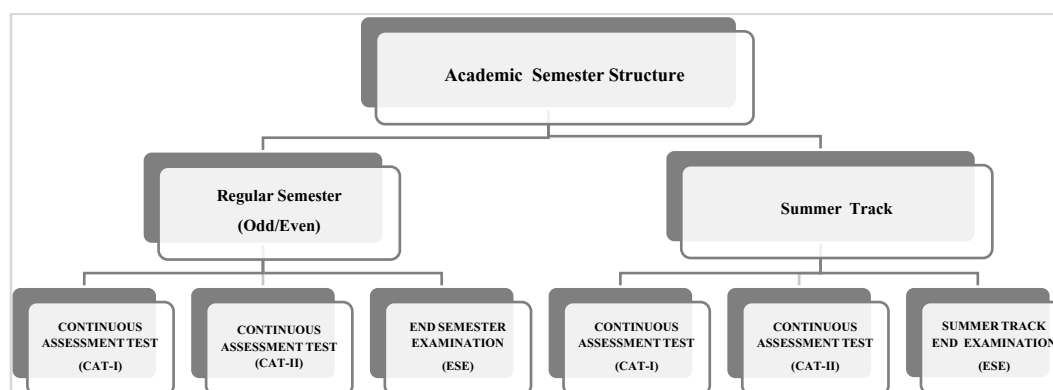 Academic Semester Structure
Regular Semester
(Odd/Even)
Summer Track
CONTINUOUS
ASSESSMENT TEST
(CAT-I)
CONTINUOUS
ASSESSMENT TEST
(CAT-II)
END SEMESTER
EXAMINATION
(ESE)
CONTINUOUS
ASSESSMENT TEST
(CAT-I)
CONTINUOUS
ASSESSMENT TEST
(CAT-II)
SUMMER TRACK
END EXAMINATION
(ESE)